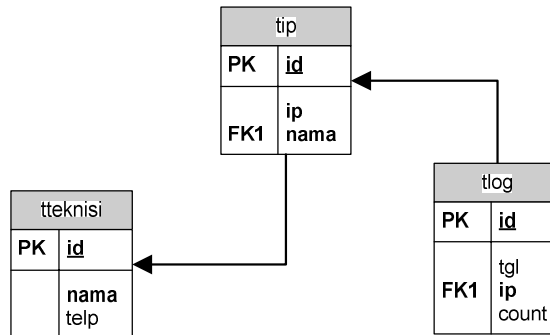 tip
PK id
ip
FK1 nama
tteknisi
PK id
nama
telp
tlog
PK id
tgl
FK1 ip
count